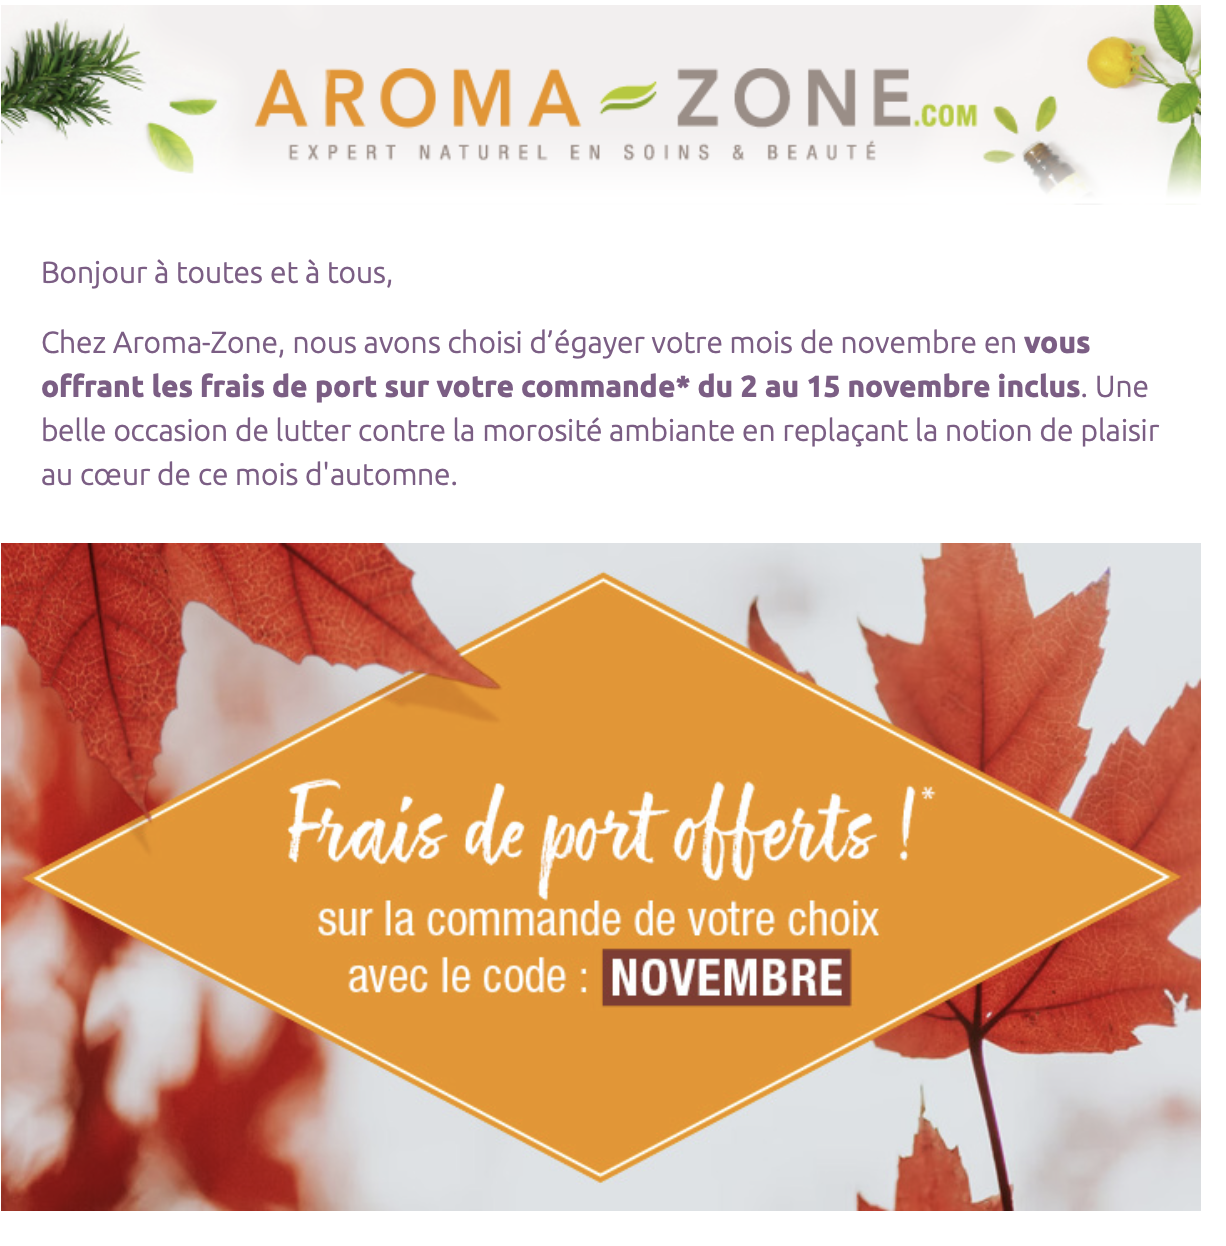 AROMA-ZONE.COM
EXPERT NATUREL EN SOINS & BEAUTÉ
Bonjour à toutes et à tous,
Chez Aroma-Zone, nous avons choisi d’égayer votre mois de novembre en vous
offrant les frais de port sur votre commande* du 2 au 15 novembre inclus. Une
belle occasion de lutter contre la morosité ambiante en replaçant la notion de plaisir
au cœur de ce mois d'automne.
Frais de port offerts !*
sur la commande de votre choix
avec le code : NOVEMBRE